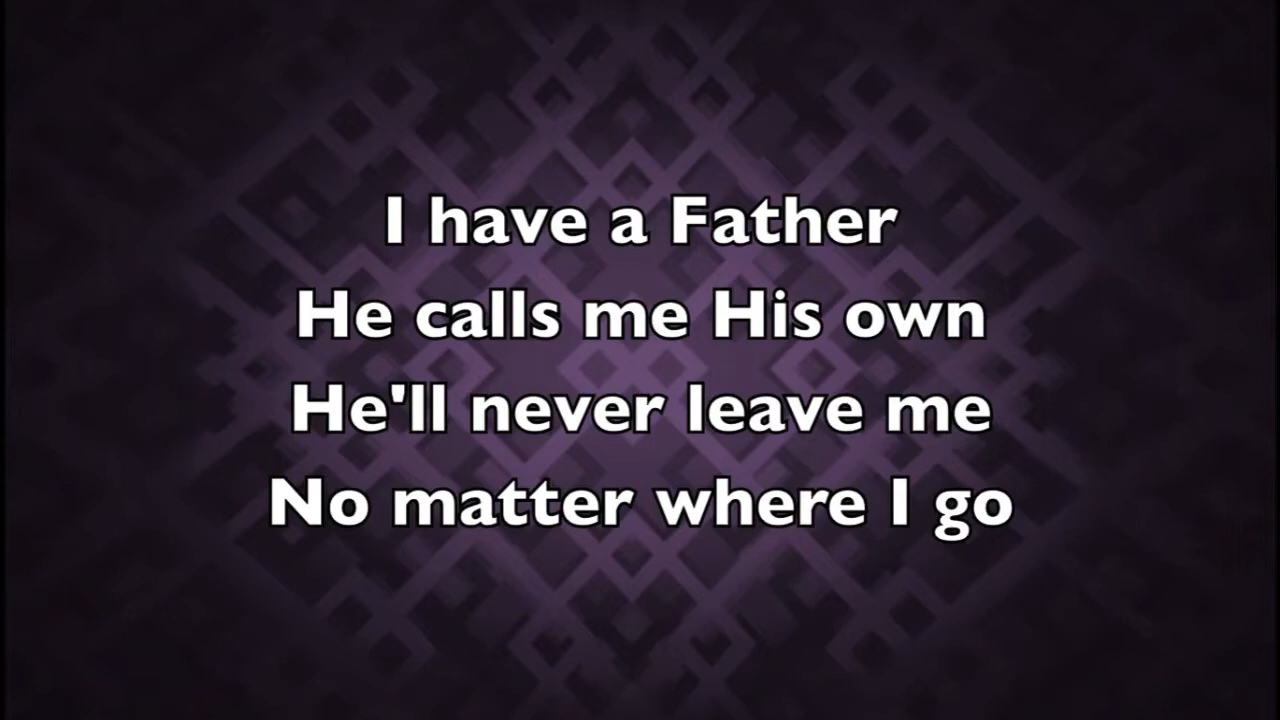 I have a Father
He calls me His own
He'll never leave me
No matter where I go